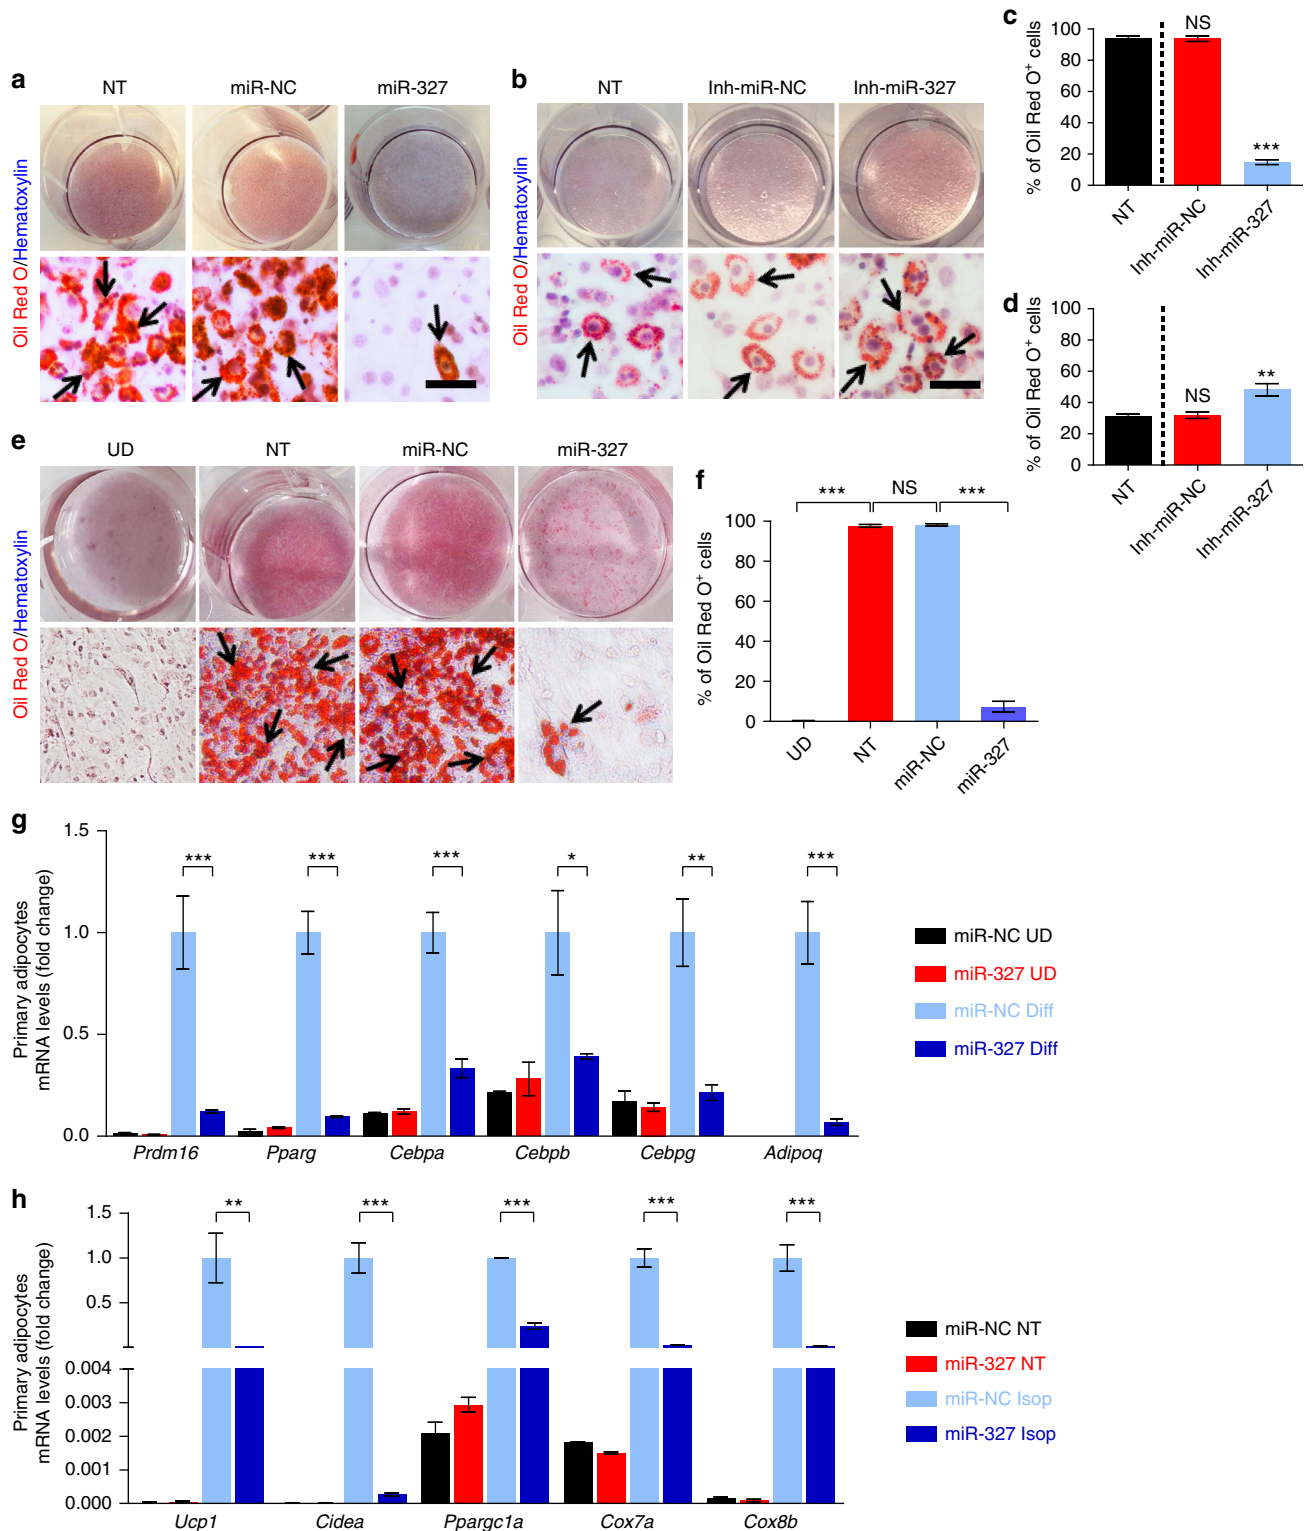 a
NT
miR-NC
miR-327
Oil Red O/Hematoxylin
b
NT
Inh-miR-NC
Inh-miR-327
Oil Red O/Hematoxylin
c
% of Oil Red O+ cells
100
80
60
40
20
0
NS
***
NT
Inh-miR-NC
Inh-miR-327
d
% of Oil Red O+ cells
100
80
60
40
20
0
NS
**
NT
Inh-miR-NC
Inh-miR-327
e
UD
NT
miR-NC
miR-327
Oil Red O/Hematoxylin
f
% of Oil Red O+ cells
100
80
60
40
20
0
***
NS
***
UD
NT
miR-NC
miR-327
g
Primary adipocytes
mRNA levels (fold change)
1.5
1.0
0.5
0.0
***
***
***
*
**
***
Prdm16
Pparg
Cebpa
Cebpb
Cebpg
Adipoq
miR-NC UD
miR-327 UD
miR-NC Diff
miR-327 Diff
h
Primary adipocytes
mRNA levels (fold change)
1.5
1.0
0.5
0.004
0.003
0.002
0.001
0.000
**
***
***
***
***
Ucp1
Cidea
Ppargc1a
Cox7a
Cox8b
miR-NC NT
miR-327 NT
miR-NC Isop
miR-327 Isop